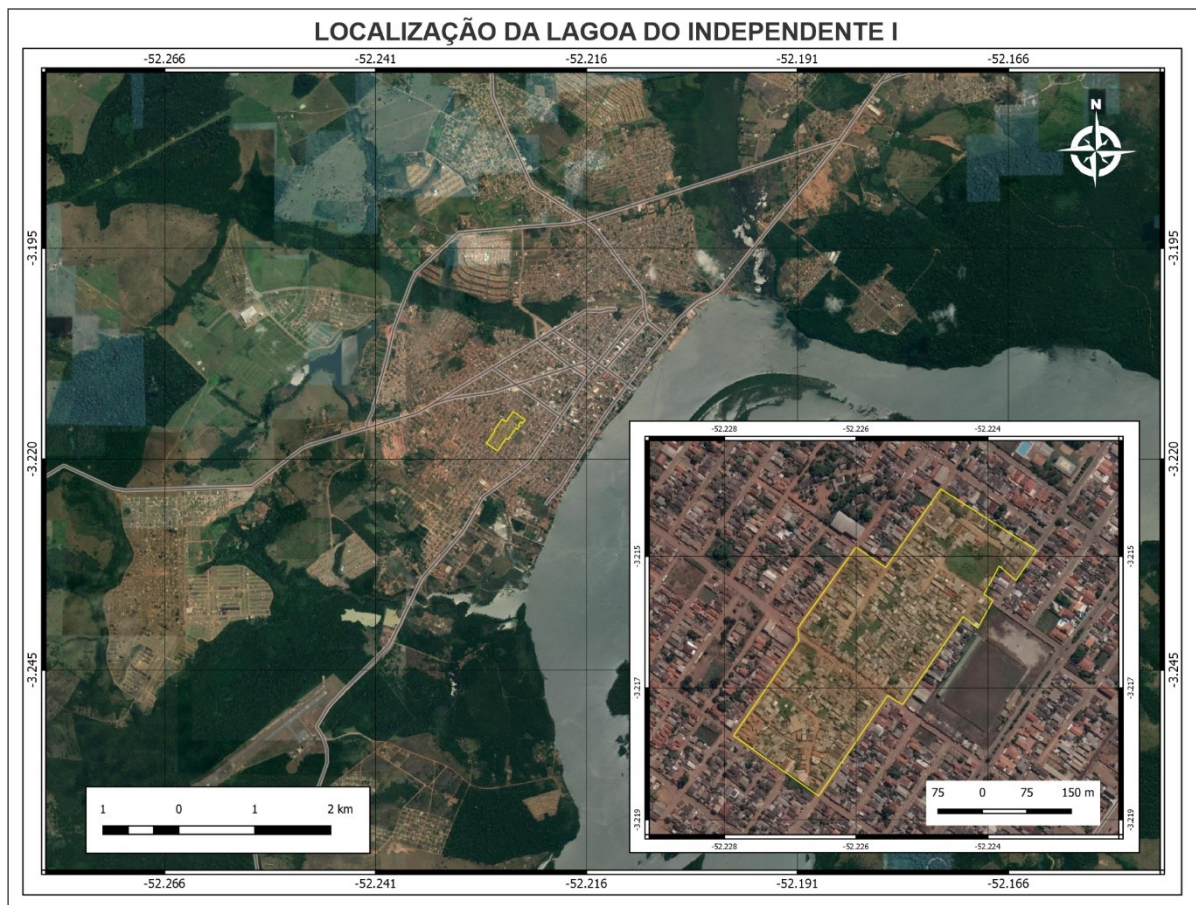 LOCALIZAÇÃO DA LAGOA DO INDEPENDENTE I
-52.266 -52.241 -52.216 -52.191 -52.166
N
-3.195 -3.195
-3.220 -3.220
-52.228 -52.226 -52.224
-3.215 -3.215
-3.217 -3.217
-3.219 -3.219
-52.228 -52.226 -52.224
75 0 75 150 m
-3.245 -3.245
1 0 1 2 km
-52.266 -52.241 -52.216 -52.191 -52.166